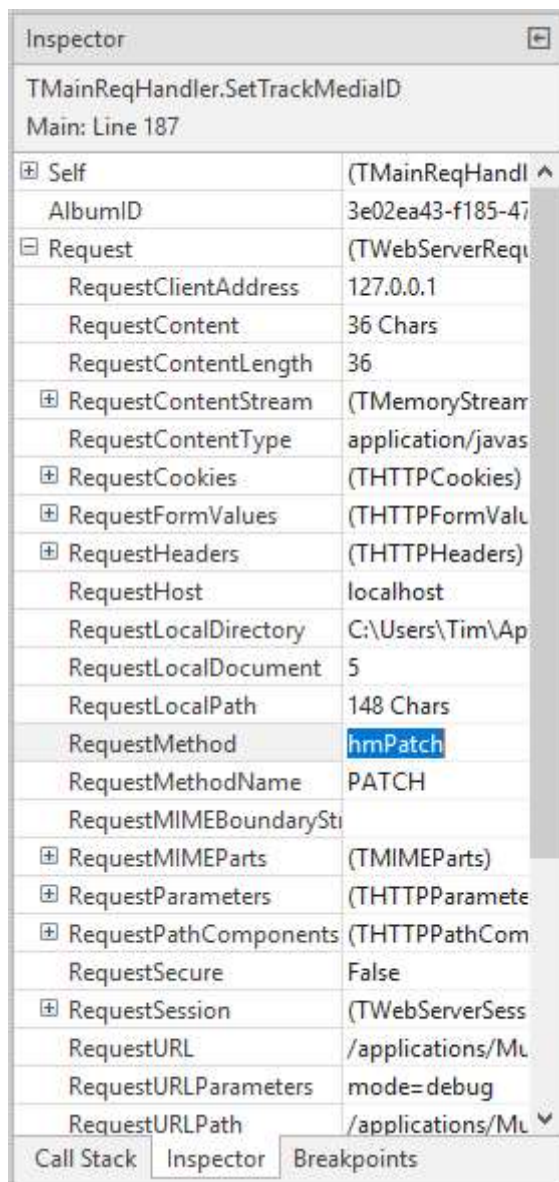 Inspector
TMainReqHandler.SetTrackMediaID
Main: Line 187
Self (TMainReqHandl
AlbumID 3e02ea43-f185-47
Request (TWebServerRequ
RequestClientAddress 127.0.0.1
RequestContent 36 Chars
RequestContentLength 36
RequestContentStream (TMemoryStream
RequestContentType application/javas
RequestCookies (THTTPCookies)
RequestFormValues (THTTPFormValu
RequestHeaders (THTTPHeaders)
RequestHost localhost
RequestLocalDirectory C:\Users\Tim\Ap
RequestLocalDocument 5
RequestLocalPath 148 Chars
RequestMethod hmPatch
RequestMethodName PATCH
RequestMIMEBoundaryStr
RequestMIMEParts (TMIMEParts)
RequestParameters (THTTPParamete
RequestPathComponents (THTTPPathCom
RequestSecure False
RequestSession (TWebServerSess
RequestURL /applications/Mu
RequestURLParameters mode=debug
RequestURLPath /applications/Mu
Call Stack Inspector Breakpoints